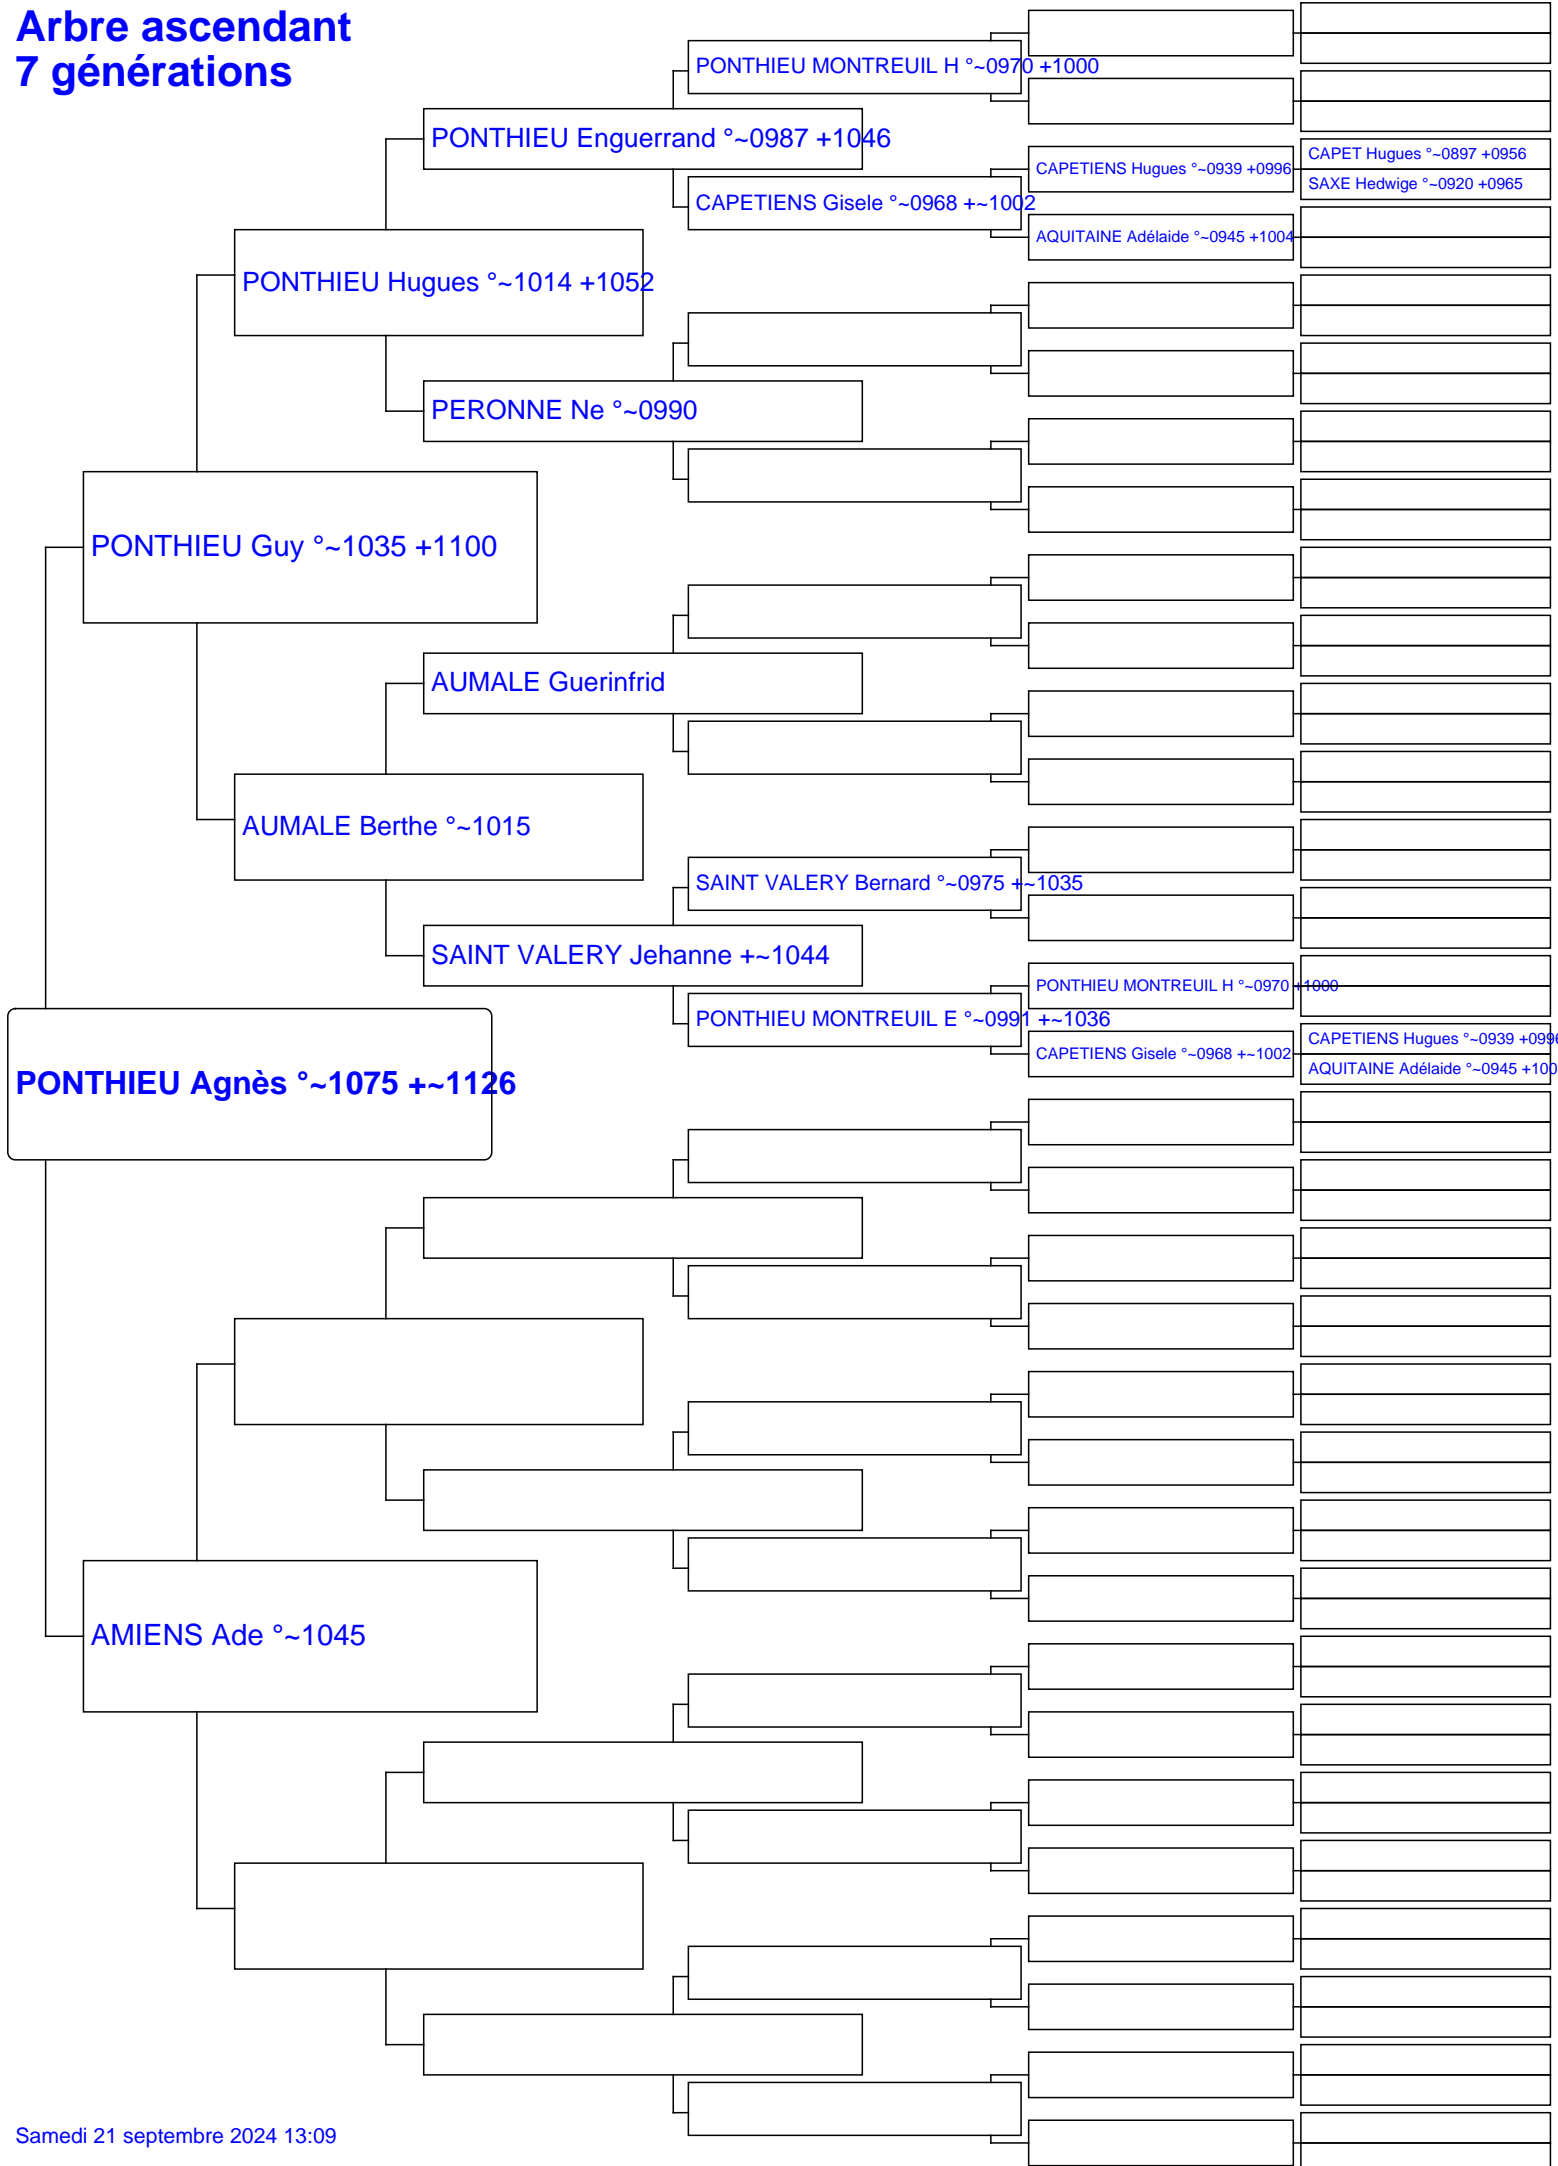 Arbre ascendant
7 générations
PONTHIEU MONTREUIL H °~0970 +1000
PONTHIEU Enguerrand °~0987 +1046
CAPET Hugues °~0897 +0956
CAPETIENS Hugues °~0939 +0996
SAXE Hedwige °~0920 +0965
CAPETIENS Gisele °~0968 +~1002
AQUITAINE Adélaide °~0945 +1004
PONTHIEU Hugues °~1014 +1052
PERONNE Ne °~0990
PONTHIEU Guy °~1035 +1100
AUMALE Guerinfrid
AUMALE Berthe °~1015
SAINT VALERY Bernard °~0975 +~1035
SAINT VALERY Jehanne +~1044
PONTHIEU MONTREUIL H °~0970 +1000
PONTHIEU MONTREUIL E °~0991 +~1036
CAPETIENS Hugues °~0939 +0996
CAPETIENS Gisele °~0968 +~1002
AQUITAINE Adélaide °~0945 +100
PONTHIEU Agnès °~1075 +~1126
AMIENS Ade °~1045
Samedi 21 septembre 2024 13:09